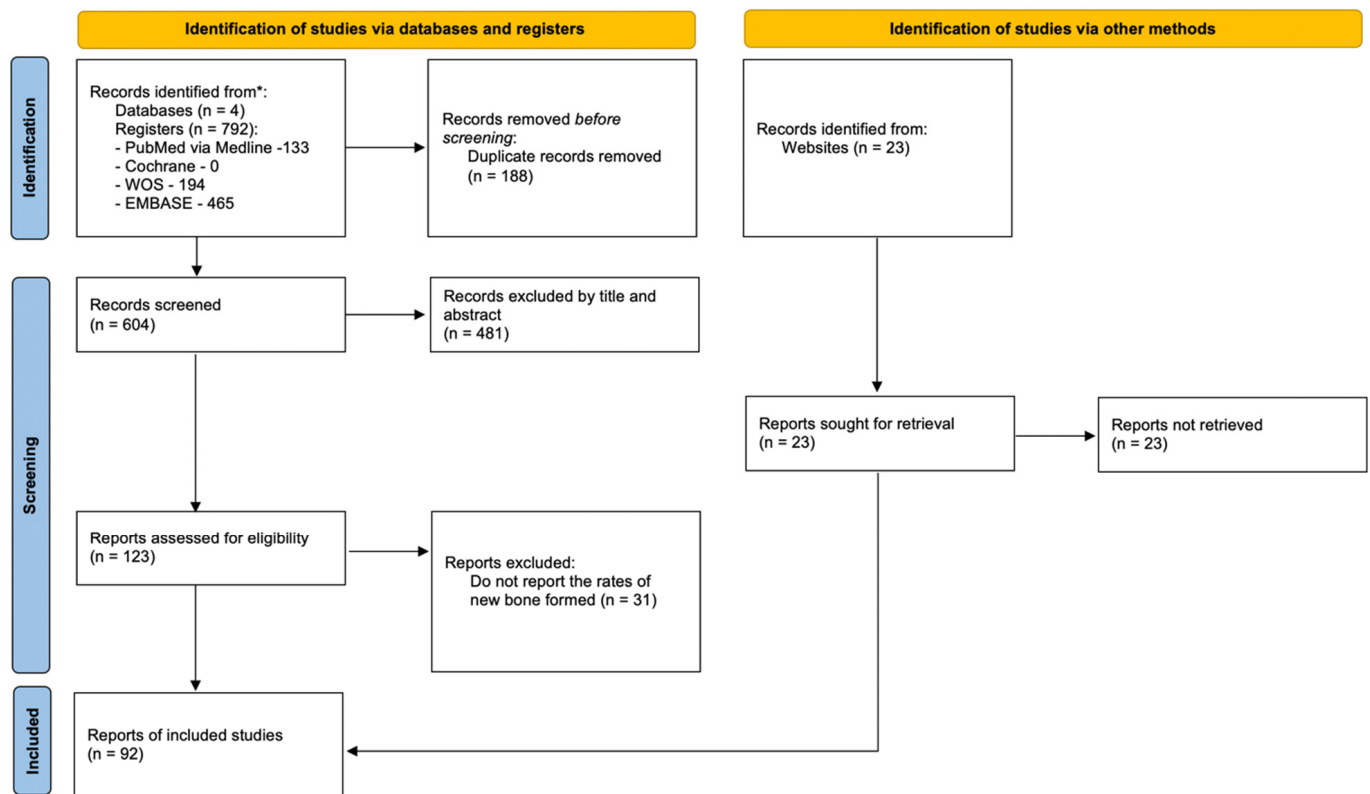 Identification of studies via databases and registers
Identification of studies via other methods
Identification
Records identified from*:
Databases (n = 4)
Registers (n = 792):
- PubMed via Medline -133
- Cochrane - 0
- WOS - 194
- EMBASE - 465
Records removed before
screening:
Duplicate records removed
(n = 188)
Records identified from:
Websites (n = 23)
Screening
Records screened
(n = 604)
Records excluded by title and
abstract
(n = 481)
Reports sought for retrieval
(n = 23)
Reports not retrieved
(n = 23)
Reports assessed for eligibility
(n = 123)
Reports excluded:
Do not report the rates of
new bone formed (n = 31)
Included
Reports of included studies
(n = 92)